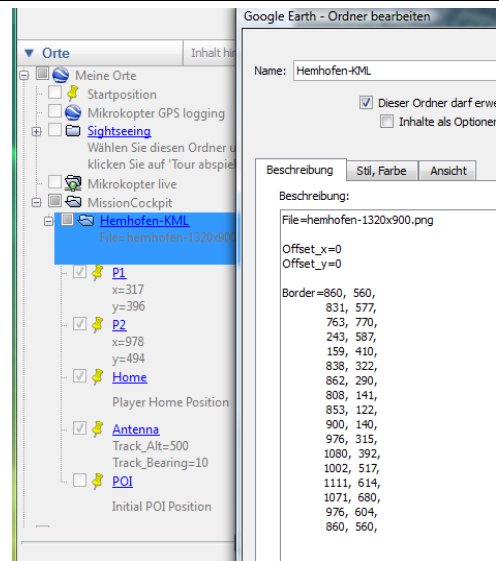 Orte
Inhalt hin
Meine Orte
Startposition
Mikrokopter GPS logging
Sightseeing
Wählen Sie diesen Ordner u
klicken Sie auf 'Tour abspiel
Mikrokopter live
MissionCockpit
Hemhofen-KML
File=hemhofen-1320x900
P1
x=317
y=396
P2
x=978
y=494
Home
Player Home Position
Antenna
Track_Alt=500
Track_Bearing=10
POI
Initial POI Position
Google Earth - Ordner bearbeiten
Name: Hemhofen-KML
Dieser Ordner darf erwe
Inhalte als Optionen
Beschreibung Stil, Farbe Ansicht
Beschreibung:
File=hemhofen-1320x900.png
Offset_x=0
Offset_y=0
Border=860, 560,
831, 577,
763, 770,
243, 587,
159, 410,
838, 322,
862, 290,
808, 141,
853, 122,
900, 140,
976, 315,
1080, 392,
1002, 517,
1111, 614,
1071, 680,
976, 604,
860, 560,